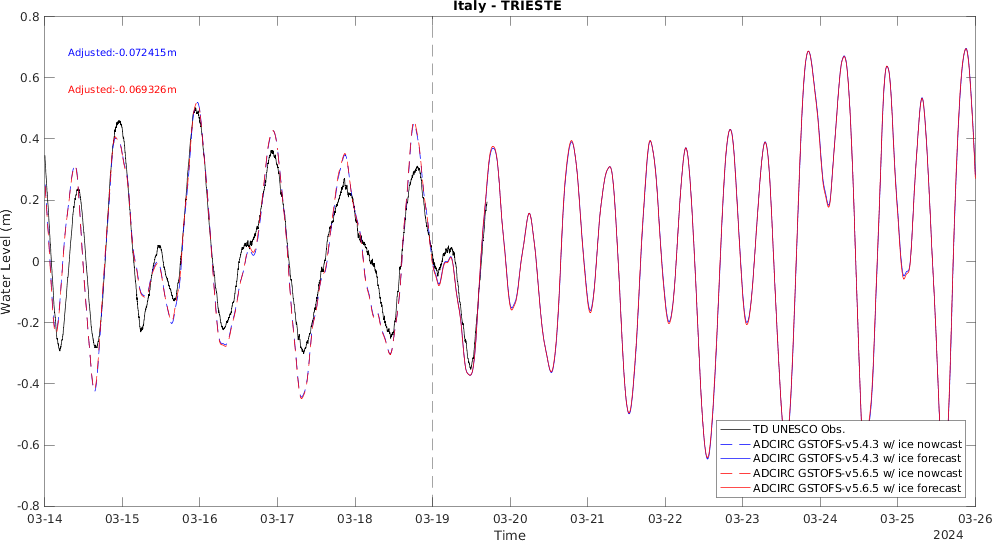 Italy - TRIESTE
Adjusted:-0.072415m
Adjusted:-0.069326m
Water Level (m)
0.8
0.6
0.4
0.2
0
-0.2
-0.4
-0.6
-0.8
TD UNESCO Obs.
ADCIRC GSTOFS-v5.4.3 w/ ice nowcast
ADCIRC GSTOFS-v5.4.3 w/ ice forecast
ADCIRC GSTOFS-v5.6.5 w/ ice nowcast
ADCIRC GSTOFS-v5.6.5 w/ ice forecast
03-14 03-15 03-16 03-17 03-18 03-19 03-20 03-21 03-22 03-23 03-24 03-25 03-26
Time
2024